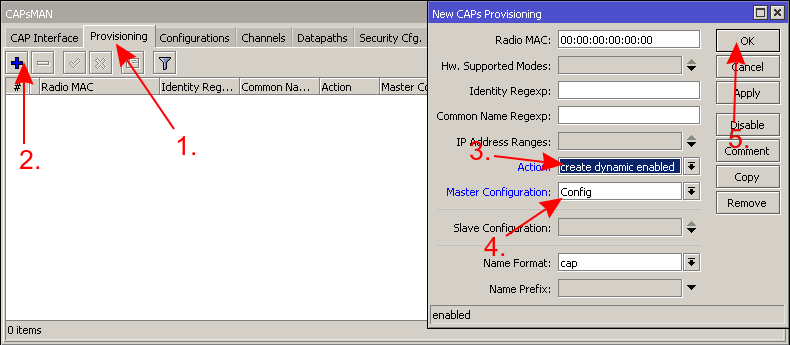 CAPsMAN
CAP Interface Provisioning Configurations Channels Datapaths Security Cfg.
# Radio MAC Identity Reg... Common Na... Action Master Co
1.
2.
0 items
New CAPs Provisioning
Radio MAC: 00:00:00:00:00:00
Hw. Supported Modes:
Identity Regexp:
Common Name Regexp:
IP Address Ranges:
3.
Action: create dynamic enabled
Master Configuration: Config
4.
Slave Configuration:
Name Format: cap
Name Prefix:
enabled
OK
Cancel
Apply
5.
Disable
Comment
Copy
Remove